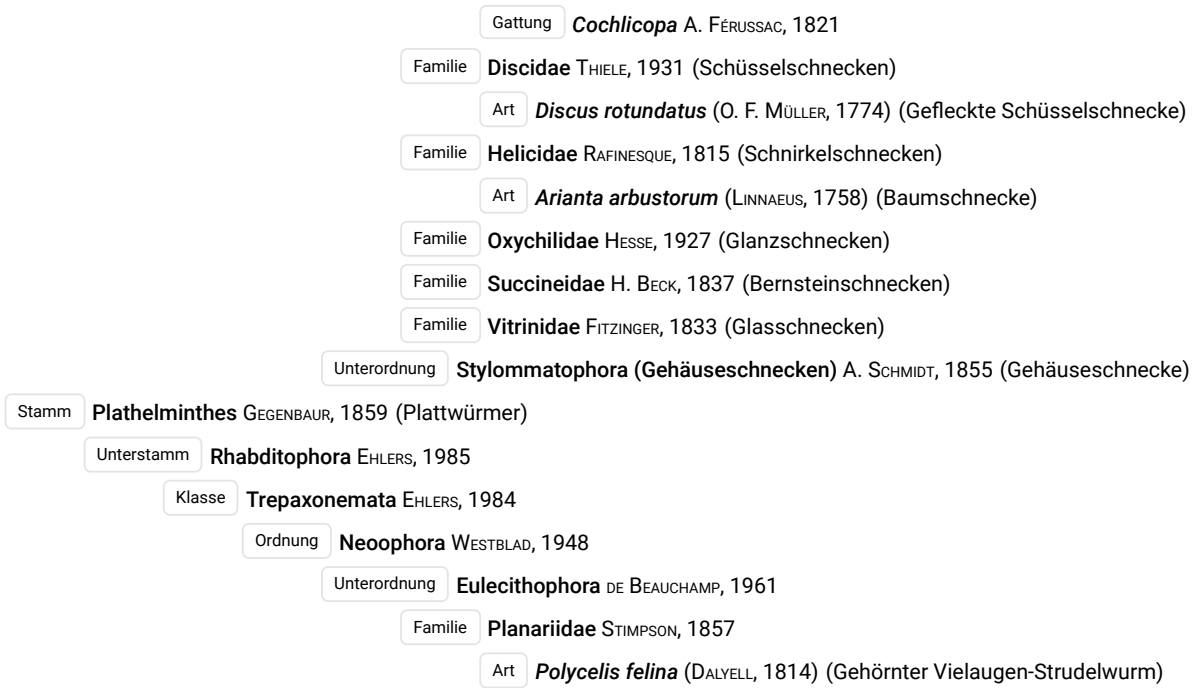 Gattung Cochlicopa A. Férussac, 1821
Familie Discidae Thiele, 1931 (Schüsselschnecken)
Art Discus rotundatus (O. F. Müller, 1774) (Gefleckte Schüsselschnecke)
Familie Helicidae Rafinesque, 1815 (Schnirkelschnecken)
Art Arianta arbustorum (Linnaeus, 1758) (Baumschnecke)
Familie Oxychilidae Hesse, 1927 (Glanzschnecken)
Familie Succineidae H. Beck, 1837 (Bernsteinschnecken)
Familie Vitrinidae Fitzinger, 1833 (Glasschnecken)
Unterordnung Stylommatophora (Gehäuseschnecken) A. Schmidt, 1855 (Gehäuseschnecke)
Stamm Plathelminthes Gegenbaur, 1859 (Plattwürmer)
Unterstamm Rhabditophora Ehlers, 1985
Klasse Trepaxonemata Ehlers, 1984
Ordnung Neoophora Westblad, 1948
Unterordnung Eulecithophora de Beauchamp, 1961
Familie Planariidae Stimpson, 1857
Art Polycelis felina (Dalyell, 1814) (Gehörnter Vielaugen-Strudelwurm)